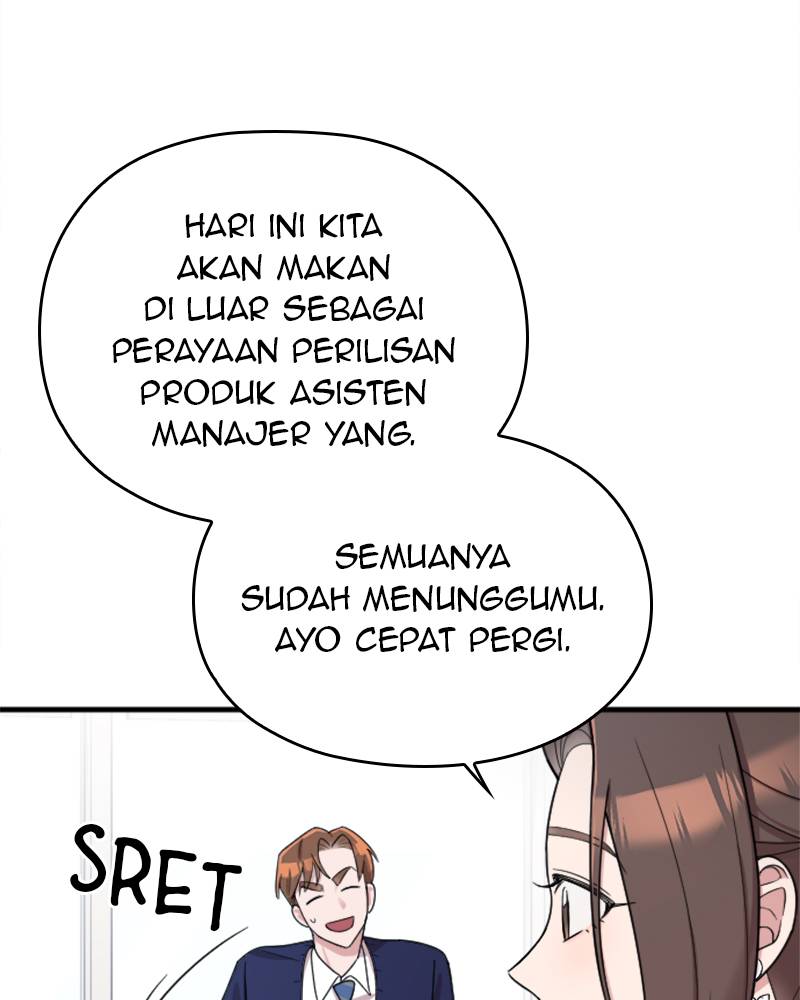 HARI INI KITA
AKAN MAKAN
DI LUAR SEBAGAI
PERAYAAN PERILISAN
PRODUK ASISTEN
MANAJER YANG.
SEMUANYA
SUDAH MENUNGGUMU.
AYO CEPAT PERGI.
SRET